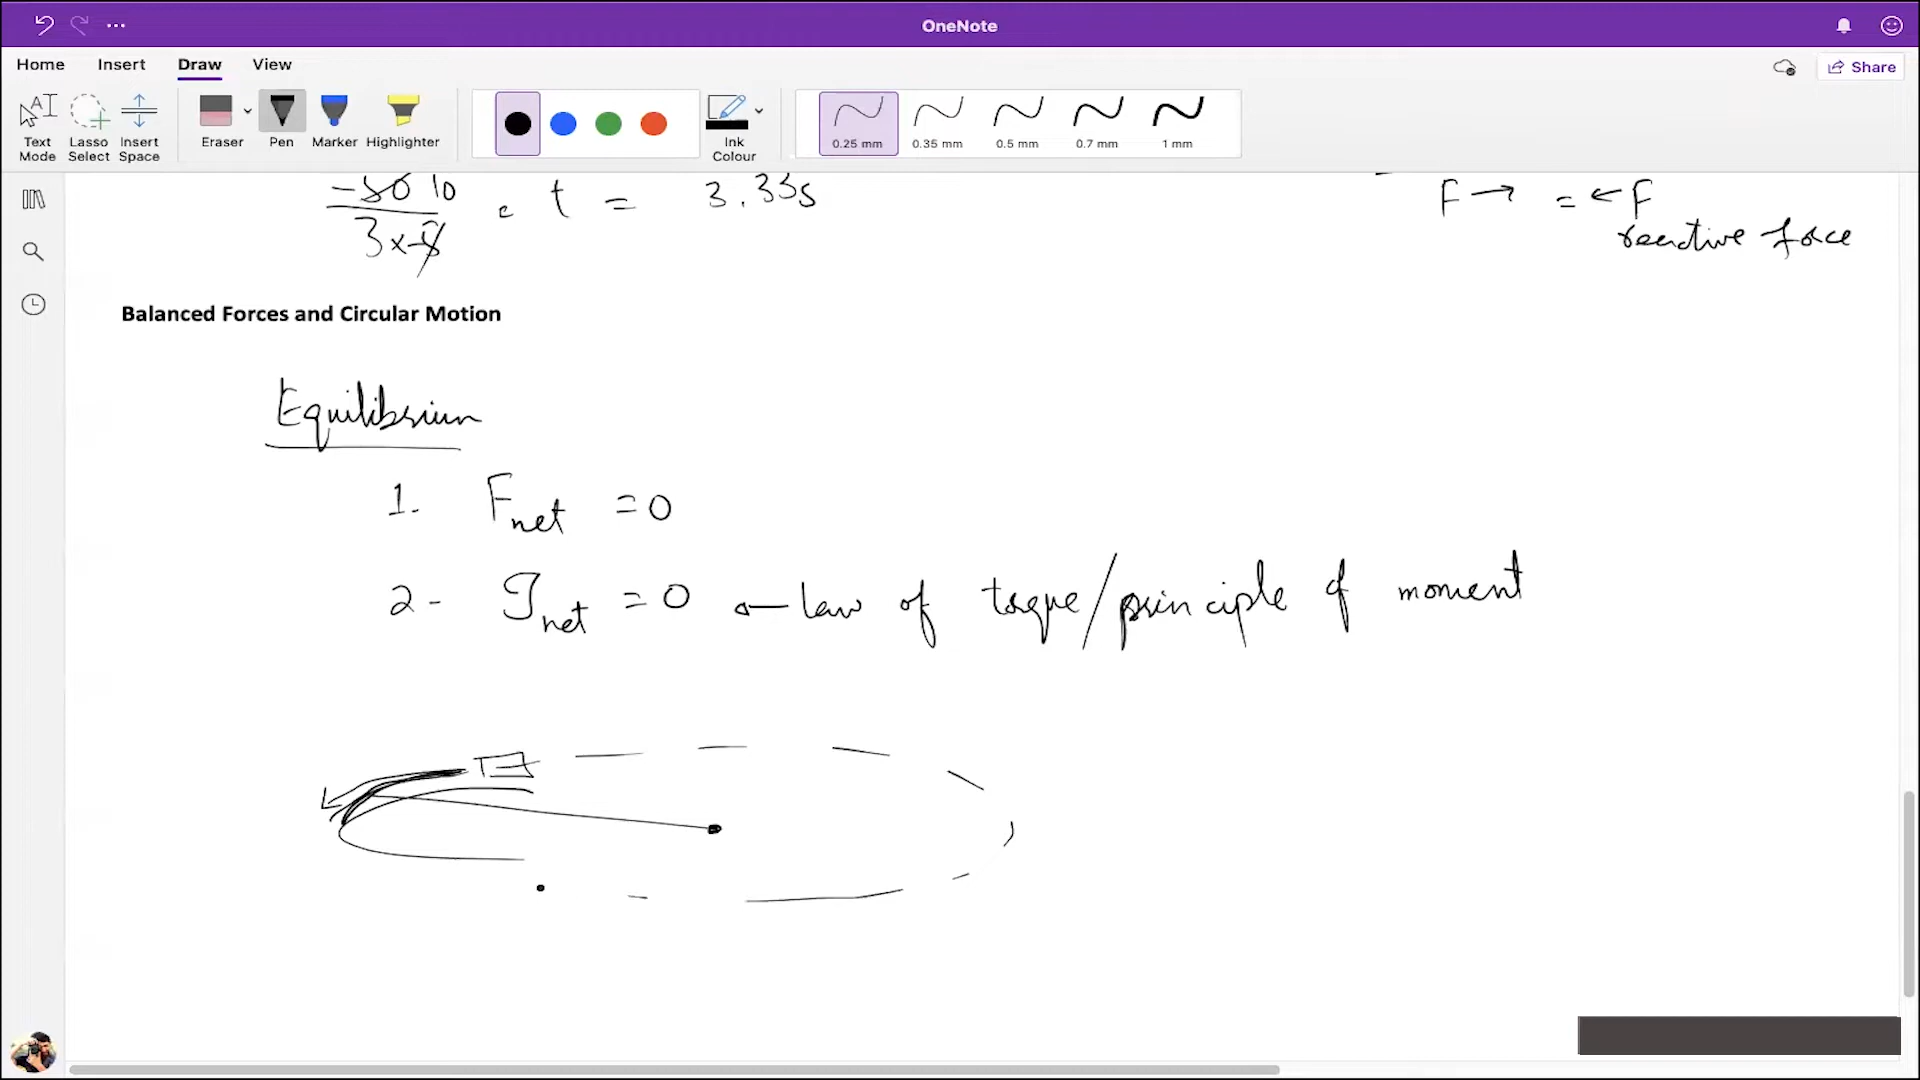 OneNote
Home Insert Draw View
Share
Text Mode
Lasso Select
Insert Space
Eraser
Pen
Marker
Highlighter
Ink Colour
0.25 mm
0.35 mm
0.5 mm
0.7 mm
1 mm
t = 3.33s
F → = ← F
reactive force
Balanced Forces and Circular Motion
Equilibrium
1. Fnet = 0
2- τnet = 0 ← law of torque/principle of moment